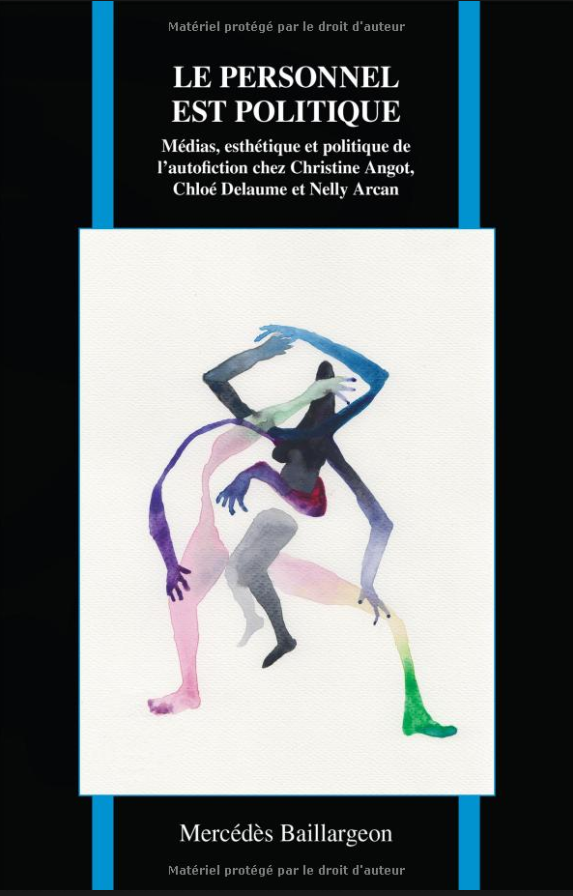 Matériel protégé par le droit d'auteur
LE PERSONNEL
EST POLITIQUE
Médias, esthétique et politique de
l'autofiction chez Christine Angot,
Chloé Delaume et Nelly Arcan
Mercédès Baillargeon
Matériel protégé par le droit d'auteur